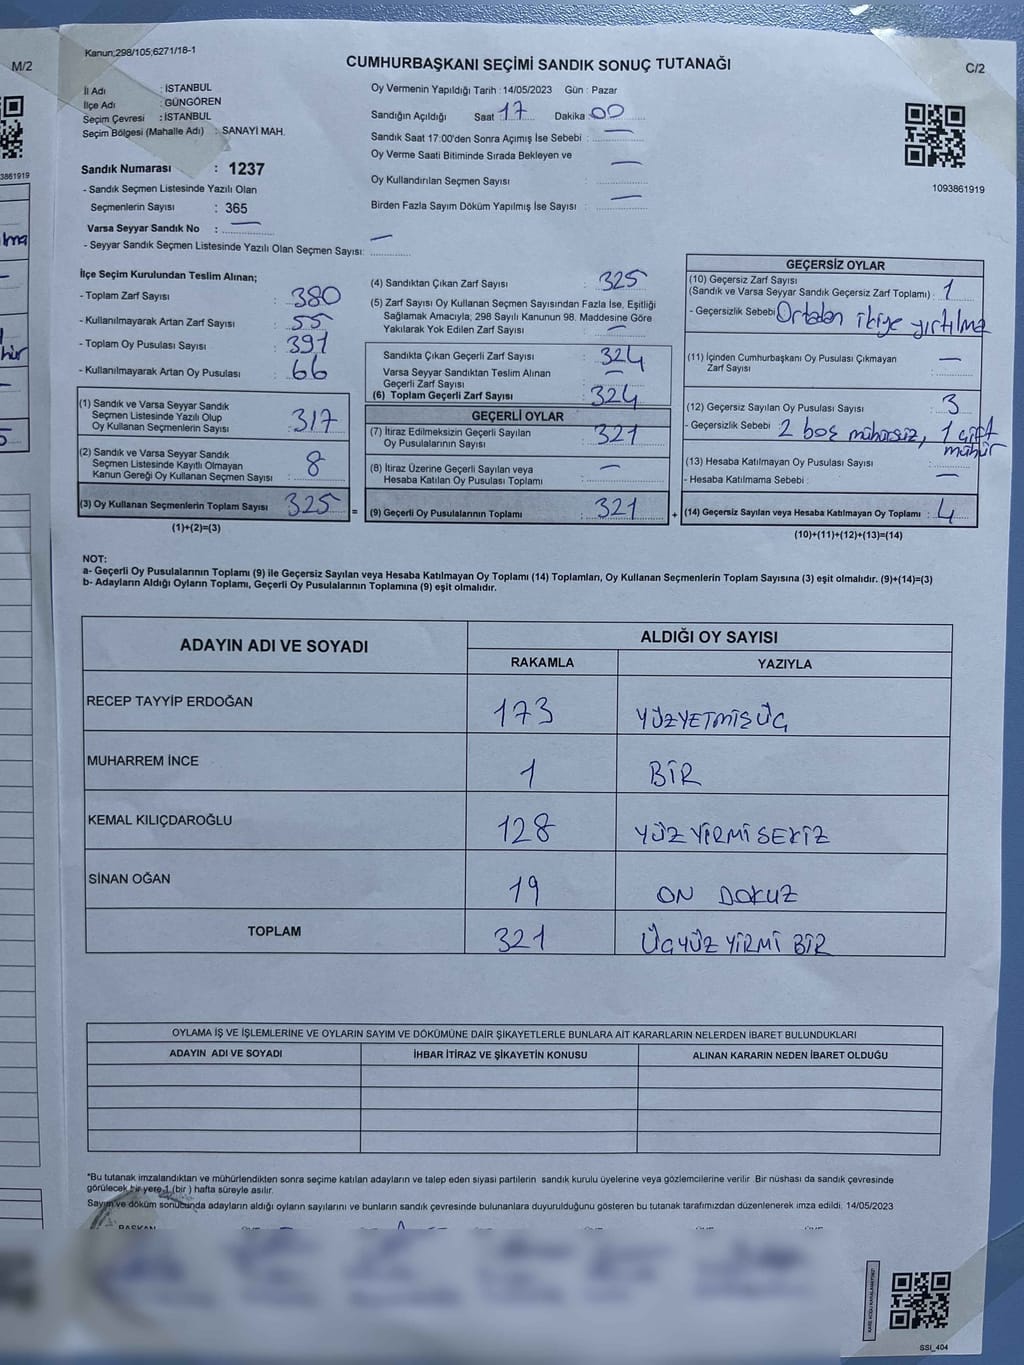 M/2
3861919
Kanun;298/105;6271/18-1
CUMHURBAŞKANI SEÇİMİ SANDIK SONUÇ TUTANAĞI
C/2
İl Adı : İSTANBUL
İlçe Adı : GÜNGÖREN
Seçim Çevresi : İSTANBUL
Seçim Bölgesi (Mahalle Adı) : SANAYİ MAH.
Sandık Numarası : 1237
- Sandık Seçmen Listesinde Yazılı Olan
Seçmenlerin Sayısı : 365
Varsa Seyyar Sandık No : —
- Seyyar Sandık Seçmen Listesinde Yazılı Olan Seçmen Sayısı: —
Oy Vermenin Yapıldığı Tarih : 14/05/2023 Gün : Pazar
Sandığın Açıldığı Saat : 17 Dakika : 00
Sandık Saat 17:00'den Sonra Açımış İse Sebebi : —
Oy Verme Saati Bitiminde Sırada Bekleyen ve
Oy Kullandırılan Seçmen Sayısı : —
Birden Fazla Sayım Döküm Yapılmış İse Sayısı : —
1093861919
İlçe Seçim Kurulundan Teslim Alınan;
- Toplam Zarf Sayısı : 380
- Kullanılmayarak Artan Zarf Sayısı : 55
- Toplam Oy Pusulası Sayısı : 391
- Kullanılmayarak Artan Oy Pusulası : 66
(1) Sandık ve Varsa Seyyar Sandık
Seçmen Listesinde Yazılı Olup
Oy Kullanan Seçmenlerin Sayısı : 317
(2) Sandık ve Varsa Seyyar Sandık
Seçmen Listesinde Kayıtlı Olmayan
Kanun Gereği Oy Kullanan Seçmen Sayısı : 8
(3) Oy Kullanan Seçmenlerin Toplam Sayısı : 325
(1)+(2)=(3)
(4) Sandıktan Çıkan Zarf Sayısı : 325
(5) Zarf Sayısı Oy Kullanan Seçmen Sayısından Fazla İse, Eşitliği
Sağlamak Amacıyla; 298 Sayılı Kanunun 98. Maddesine Göre
Yakılarak Yok Edilen Zarf Sayısı : —
Sandıkta Çıkan Geçerli Zarf Sayısı : 324
Varsa Seyyar Sandıktan Teslim Alınan
Geçerli Zarf Sayısı : —
(6) Toplam Geçerli Zarf Sayısı : 324
GEÇERLİ OYLAR
(7) İtiraz Edilmeksizin Geçerli Sayılan
Oy Pusulalarının Sayısı : 321
(8) İtiraz Üzerine Geçerli Sayılan veya
Hesaba Katılan Oy Pusulası Toplamı : —
= (9) Geçerli Oy Pusulalarının Toplamı : 321
GEÇERSİZ OYLAR
(10) Geçersiz Zarf Sayısı
(Sandık ve Varsa Seyyar Sandık Geçersiz Zarf Toplamı) : 1
- Geçersizlik Sebebi : Ortadan ikiye yırtılma
(11) İçinden Cumhurbaşkanı Oy Pusulası Çıkmayan
Zarf Sayısı : —
(12) Geçersiz Sayılan Oy Pusulası Sayısı : 3
- Geçersizlik Sebebi : 2 boş mühürsüz, 1 çift
mühür
(13) Hesaba Katılmayan Oy Pusulası Sayısı : —
- Hesaba Katılmama Sebebi : —
+ (14) Geçersiz Sayılan veya Hesaba Katılmayan Oy Toplamı : 4
(10)+(11)+(12)+(13)=(14)
NOT:
a- Geçerli Oy Pusulalarının Toplamı (9) ile Geçersiz Sayılan veya Hesaba Katılmayan Oy Toplamı (14) Toplamları, Oy Kullanan Seçmenlerin Toplam Sayısına (3) eşit olmalıdır. (9)+(14)=(3)
b- Adayların Aldığı Oyların Toplamı, Geçerli Oy Pusulalarının Toplamına (9) eşit olmalıdır.
ADAYIN ADI VE SOYADI
ALDIĞI OY SAYISI
RAKAMLA YAZIYLA
RECEP TAYYİP ERDOĞAN 173 YÜZYETMİŞÜÇ
MUHARREM İNCE 1 BİR
KEMAL KILIÇDAROĞLU 128 YÜZ YİRMİ SEKİZ
SİNAN OĞAN 19 ON DOKUZ
TOPLAM 321 ÜÇYÜZ YİRMİ BİR
OYLAMA İŞ VE İŞLEMLERİNE VE OYLARIN SAYIM VE DÖKÜMÜNE DAİR ŞİKAYETLERLE BUNLARA AİT KARARLARIN NELERDEN İBARET BULUNDUKLARI
ADAYIN ADI VE SOYADI İHBAR İTİRAZ VE ŞİKAYETİN KONUSU ALINAN KARARIN NEDEN İBARET OLDUĞU
*Bu tutanak imzalandıktan ve mühürlendikten sonra seçime katılan adayların ve talep eden siyasi partilerin sandık kurulu üyelerine veya gözlemcilerine verilir. Bir nüshası da sandık çevresinde
görülecek bir yere 1 (bir ) hafta süreyle asılır.
Sayım ve döküm sonucunda adayların aldığı oyların sayılarını ve bunların sandık çevresinde bulunanlara duyurulduğunu gösteren bu tutanak tarafımızdan düzenlenerek imza edildi. 14/05/2023
BAŞKAN
SSİ_404